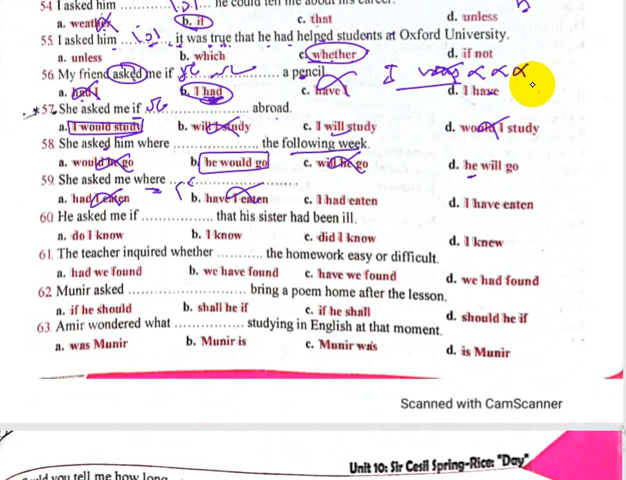 54 I asked him .......... he could tell me about his career.
a. weather b. if c. that d. unless
55. I asked him .......... it was true that he had helped students at Oxford University.
a. unless b. which c. whether d. if not
56 My friend asked me if .......... a pencil
I was
a. had I b. I had c. have I d. I have
*57. She asked me if .......... abroad.
a. I would study b. will I study c. I will study d. would I study
58 She asked him where .......... the following week.
a. would he go b. he would go c. will he go d. he will go
59. She asked me where ..........
a. had I eaten b. have I eaten c. I had eaten d. I have eaten
60. He asked me if .......... that his sister had been ill.
a. do I know b. I know c. did I know d. I knew
61. The teacher inquired whether .......... the homework easy or difficult.
a. had we found b. we have found c. have we found d. we had found
62 Munir asked .......... bring a poem home after the lesson.
a. if he should b. shall he if c. if he shall d. should he if
63 Amir wondered what .......... studying in English at that moment.
a. was Munir b. Munir is c. Munir was d. is Munir
Scanned with CamScanner
Unit 10: Sir Cesil Spring-Rice: "Day"
you tell me how long